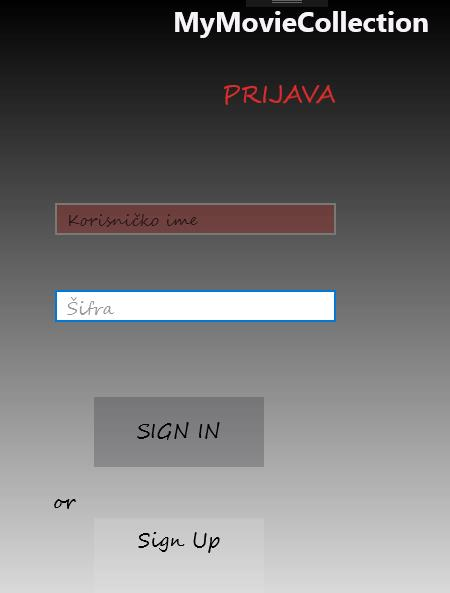 MyMovieCollection
PRIJAVA
Korisničko ime
Šifra
SIGN IN
or
Sign Up